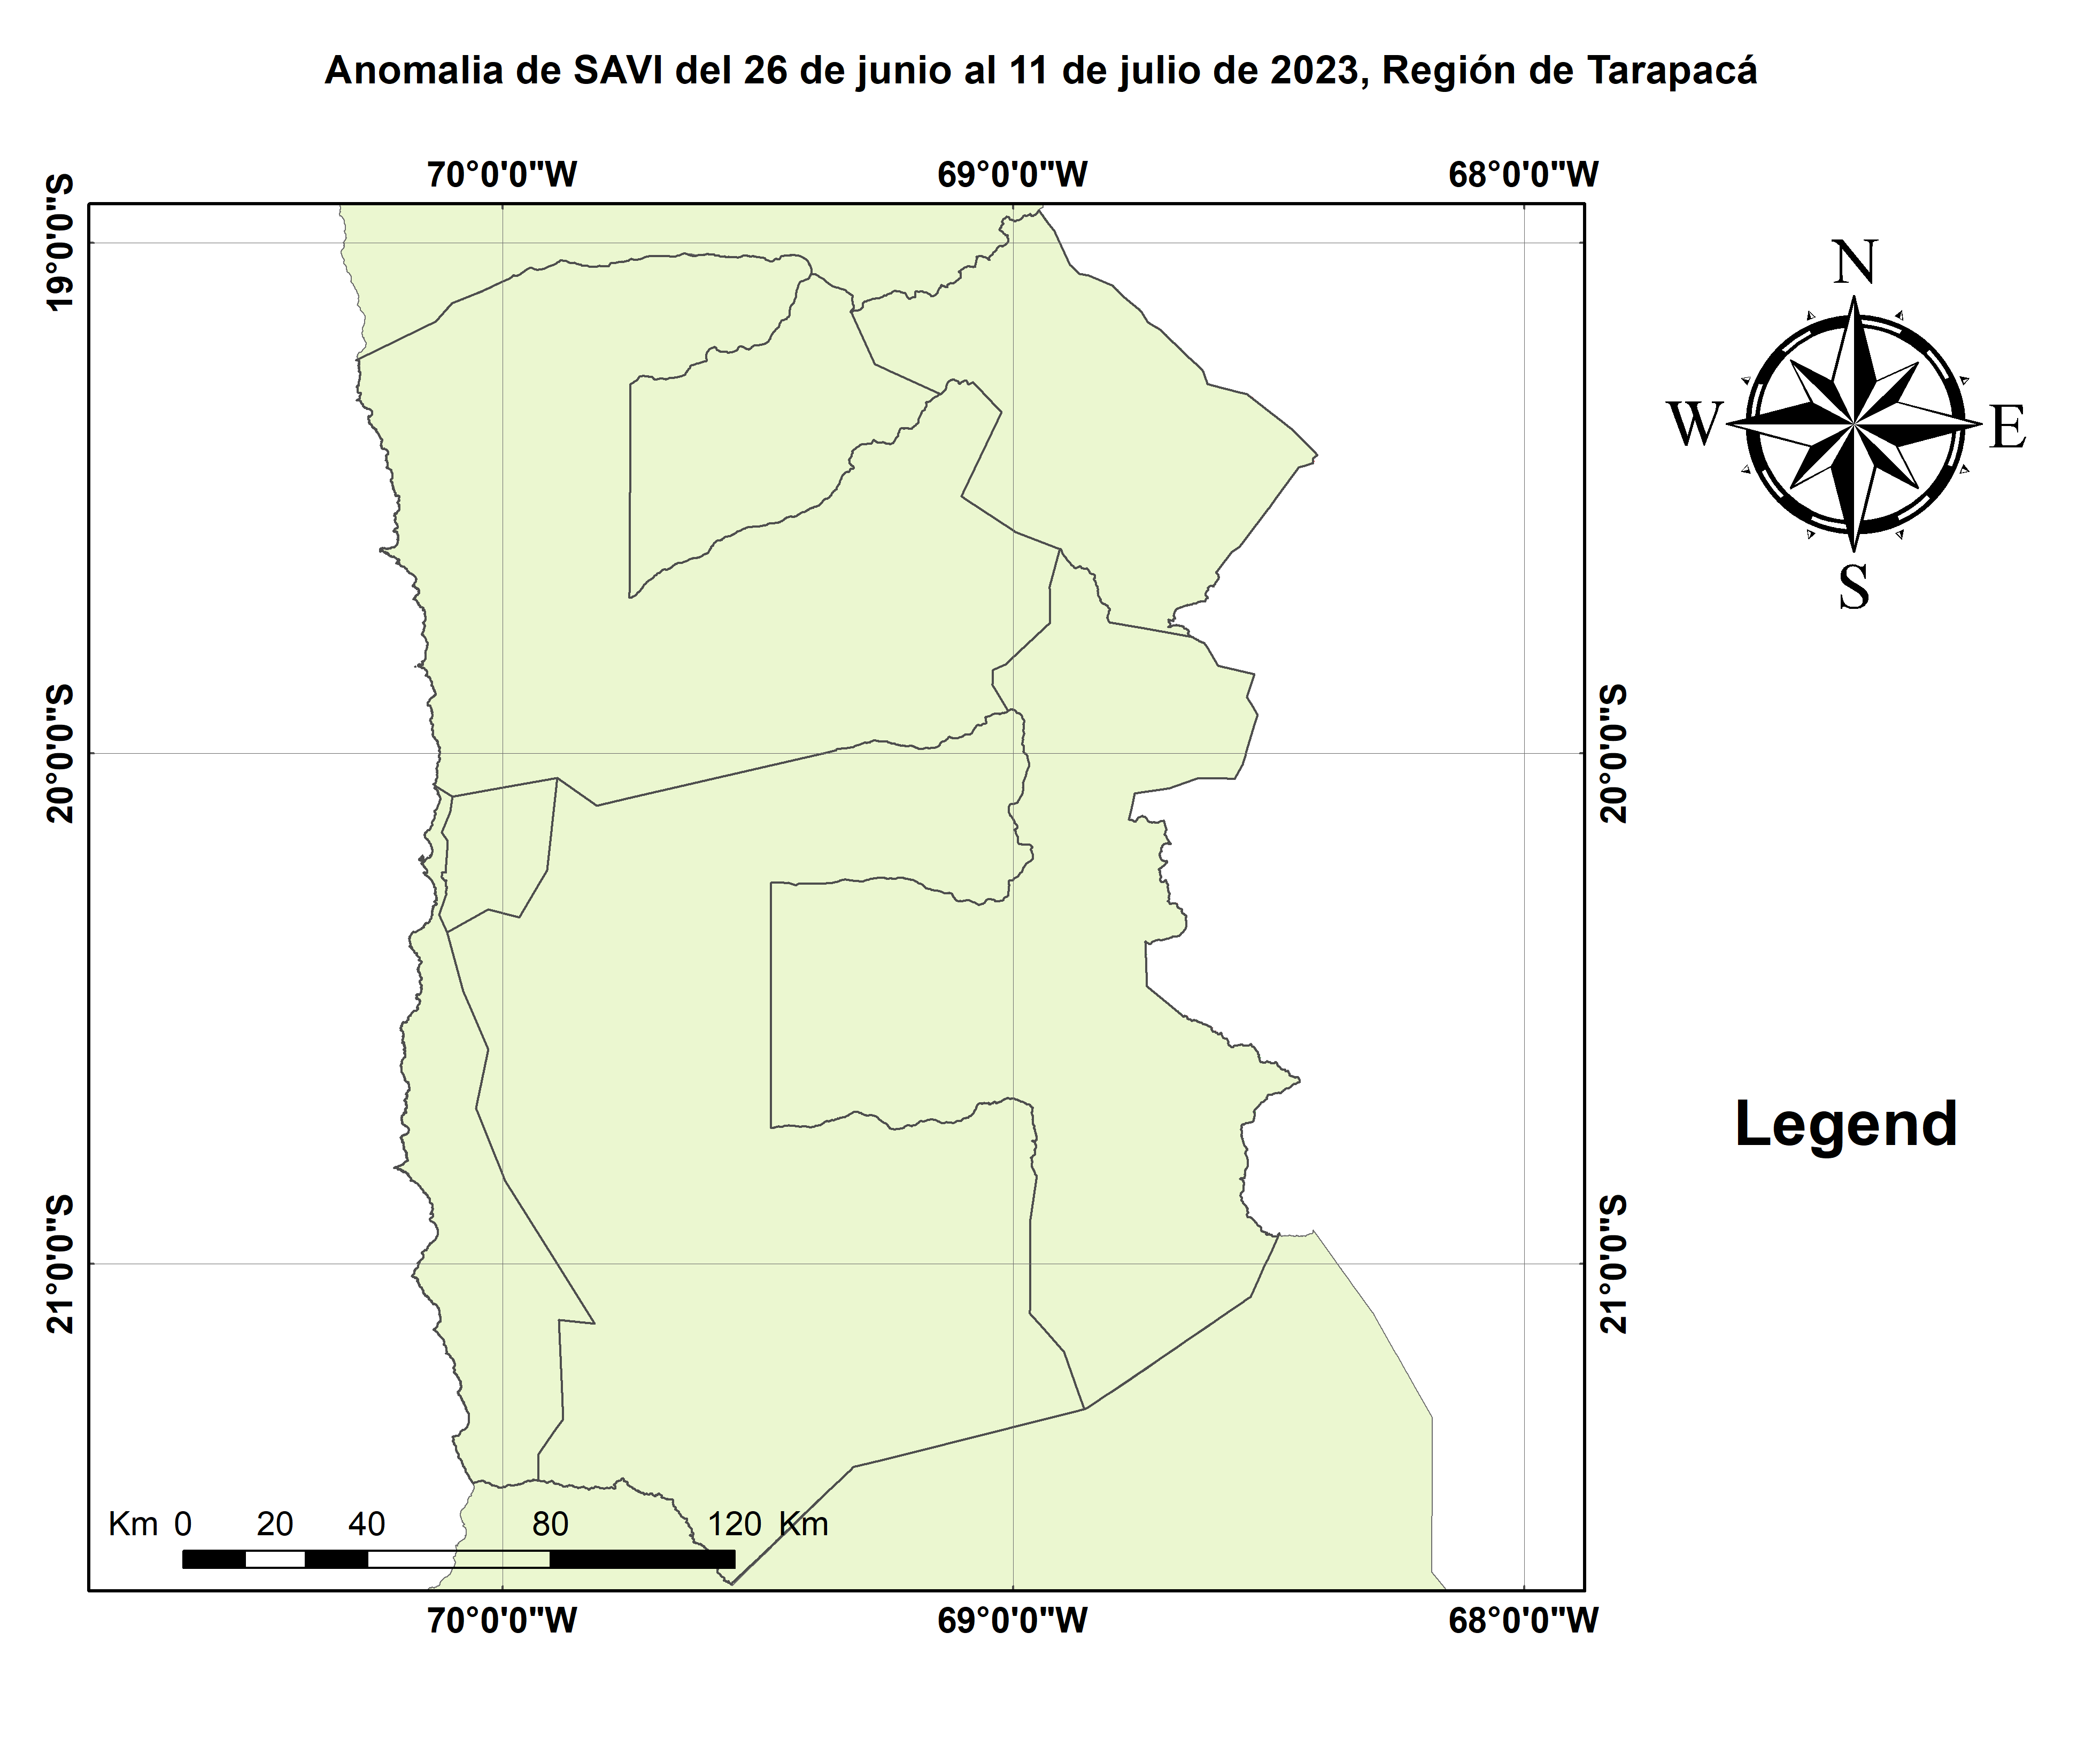 Anomalia de SAVI del 26 de junio al 11 de julio de 2023, Región de Tarapacá
70°0'0"W 69°0'0"W 68°0'0"W
19°0'0"S
N
W E
S
20°0'0"S 20°0'0"S
Legend
21°0'0"S 21°0'0"S
Km 0 20 40 80 120 Km
70°0'0"W 69°0'0"W 68°0'0"W